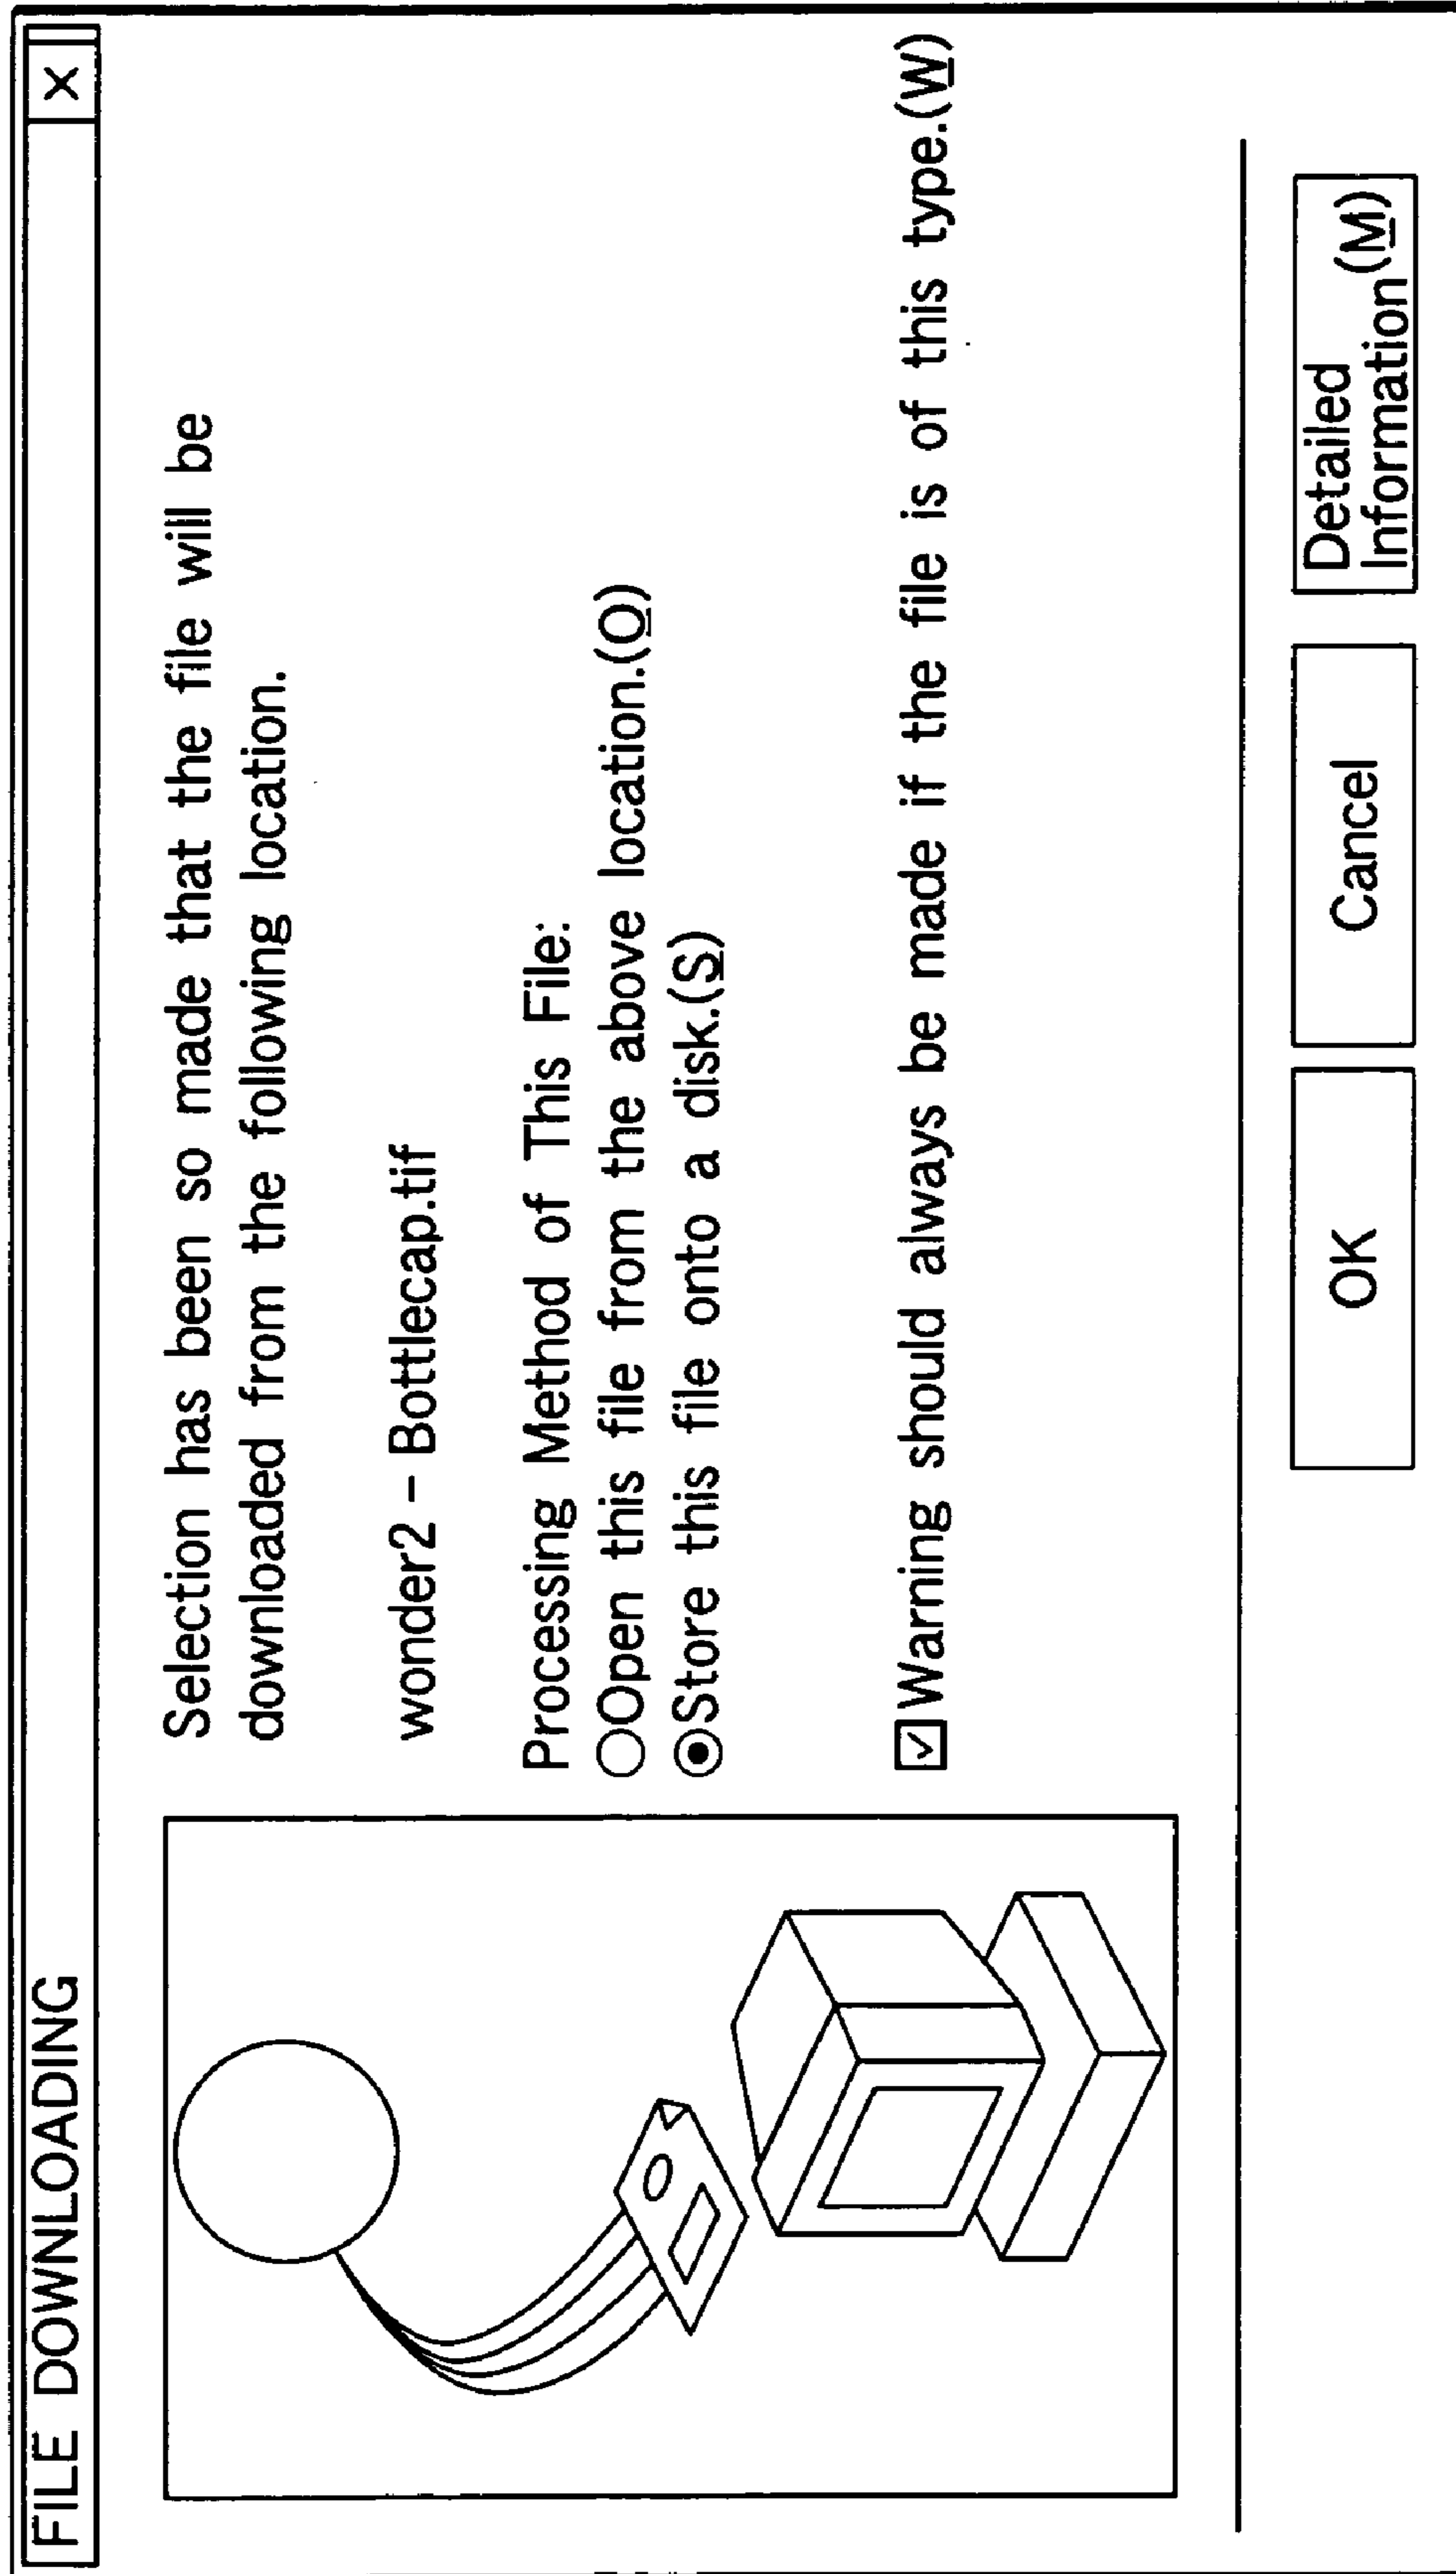 FILE DOWNLOADING
X
Selection has been so made that the file will be
downloaded from the following location.
wonder2 – Bottlecap.tif
Processing Method of This File:
Open this file from the above location.(O)
Store this file onto a disk.(S)
Warning should always be made if the file is of this type.(W)
OK
Cancel
Detailed
Information(M)